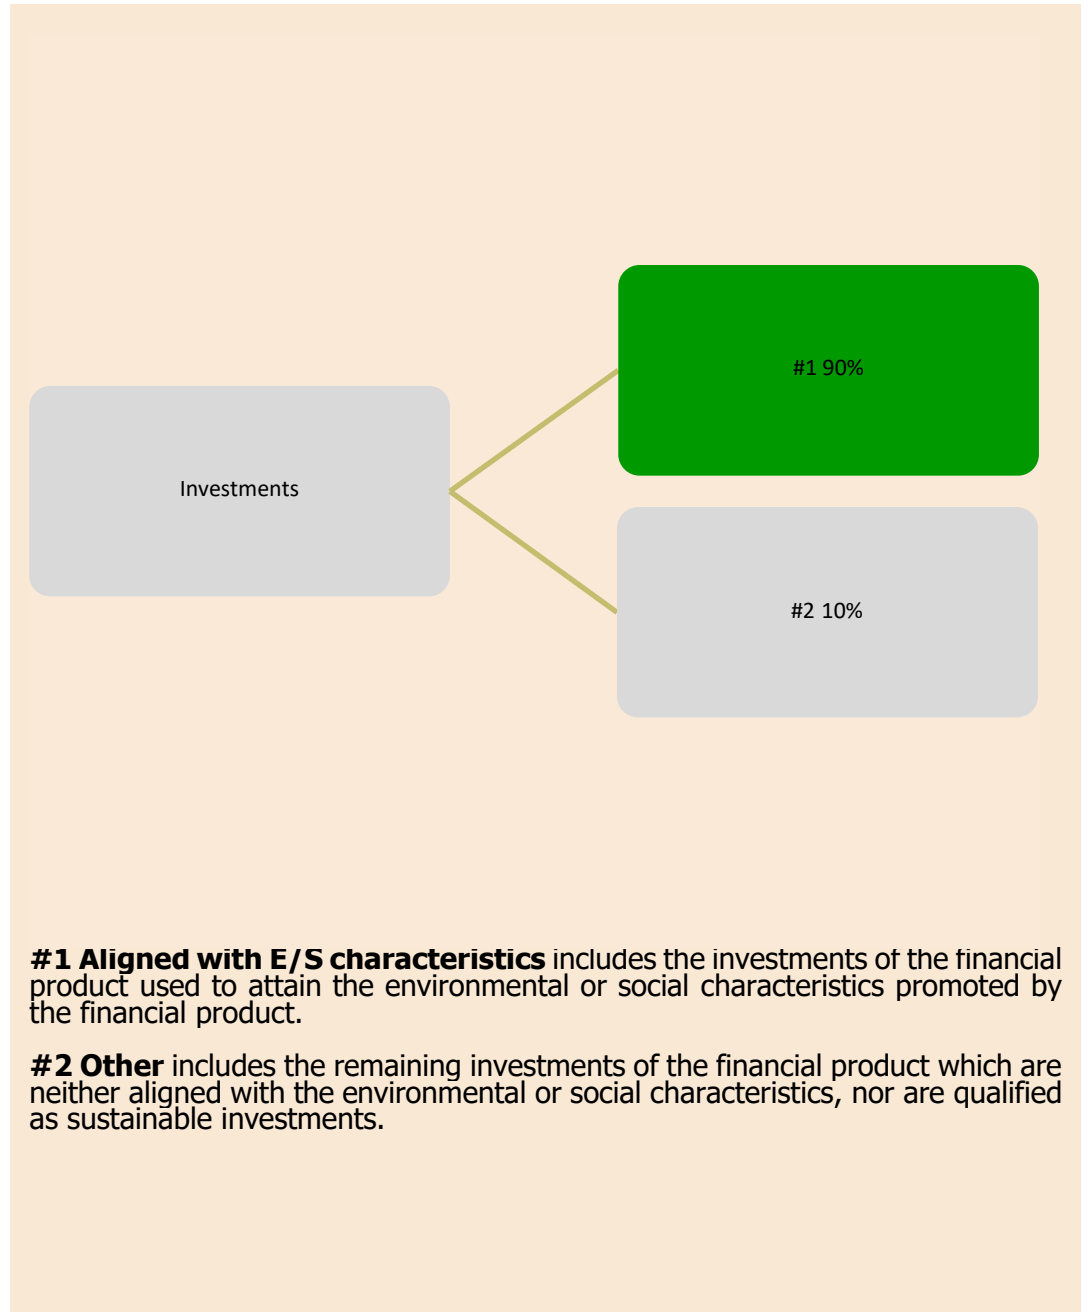 #1 90%
Investments
#2 10%
#1 Aligned with E/S characteristics includes the investments of the financial
product used to attain the environmental or social characteristics promoted by
the financial product.
#2 Other includes the remaining investments of the financial product which are
neither aligned with the environmental or social characteristics, nor are qualified
as sustainable investments.